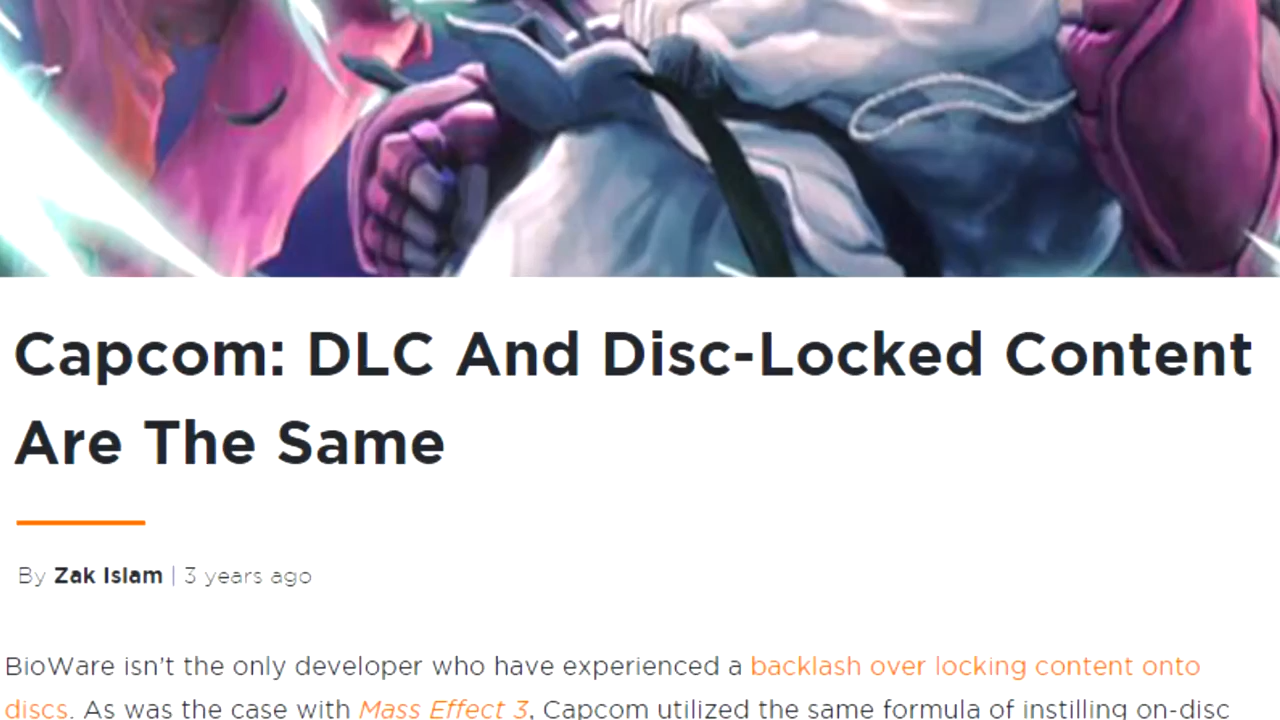 Capcom: DLC And Disc-Locked Content
Are The Same
By Zak Islam | 3 years ago
BioWare isn't the only developer who have experienced a backlash over locking content onto
discs. As was the case with Mass Effect 3, Capcom utilized the same formula of instilling on-disc